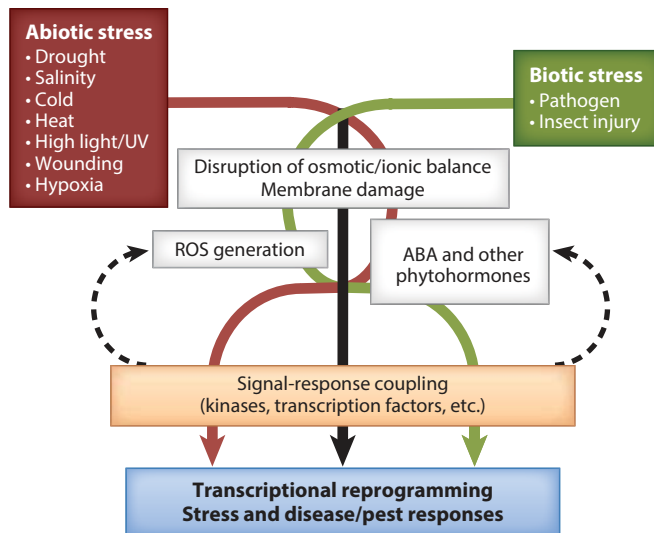 Abiotic stress
• Drought
• Salinity
• Cold
• Heat
• High light/UV
• Wounding
• Hypoxia
Biotic stress
• Pathogen
• Insect injury
Disruption of osmotic/ionic balance
Membrane damage
ROS generation
ABA and other
phytohormones
Signal-response coupling
(kinases, transcription factors, etc.)
Transcriptional reprogramming
Stress and disease/pest responses